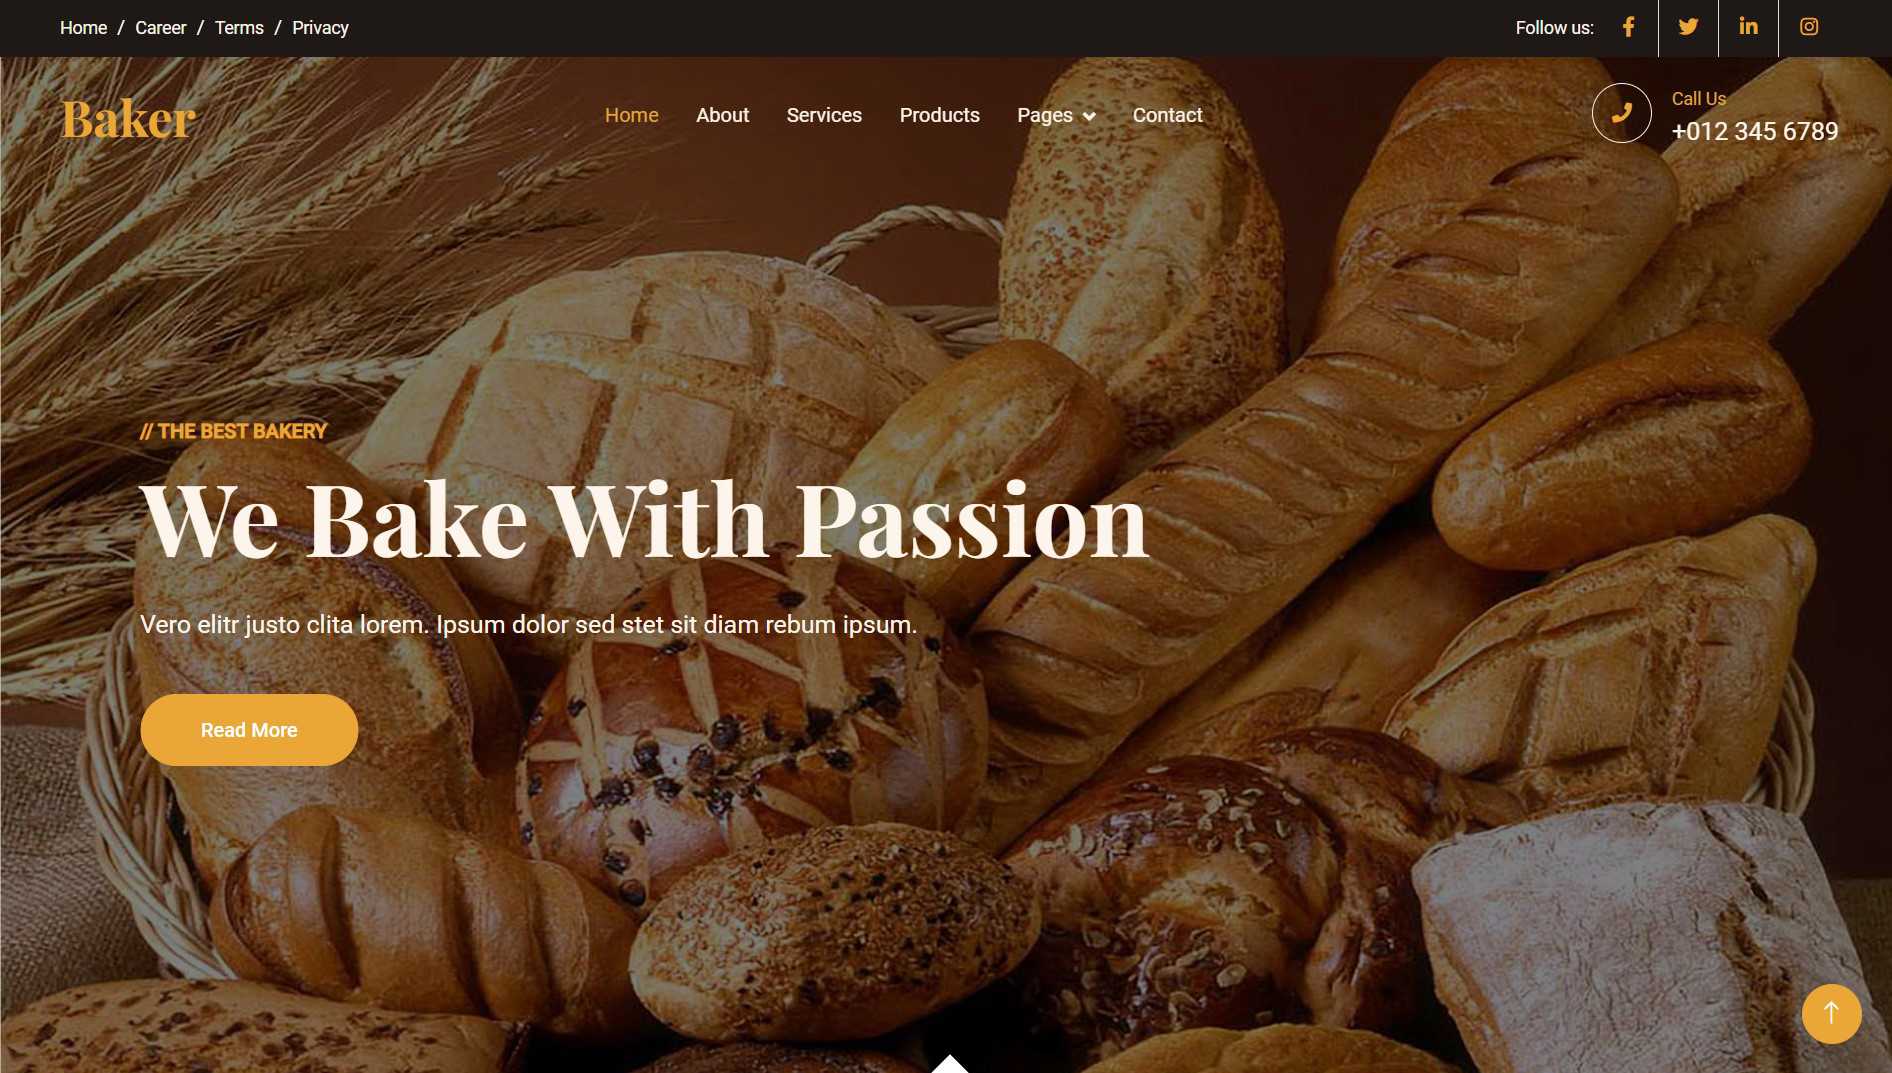 Home / Career / Terms / Privacy
Follow us:
Baker
Home About Services Products Pages Contact
Call Us
+012 345 6789
// THE BEST BAKERY
We Bake With Passion
Vero elitr justo clita lorem. Ipsum dolor sed stet sit diam rebum ipsum.
Read More